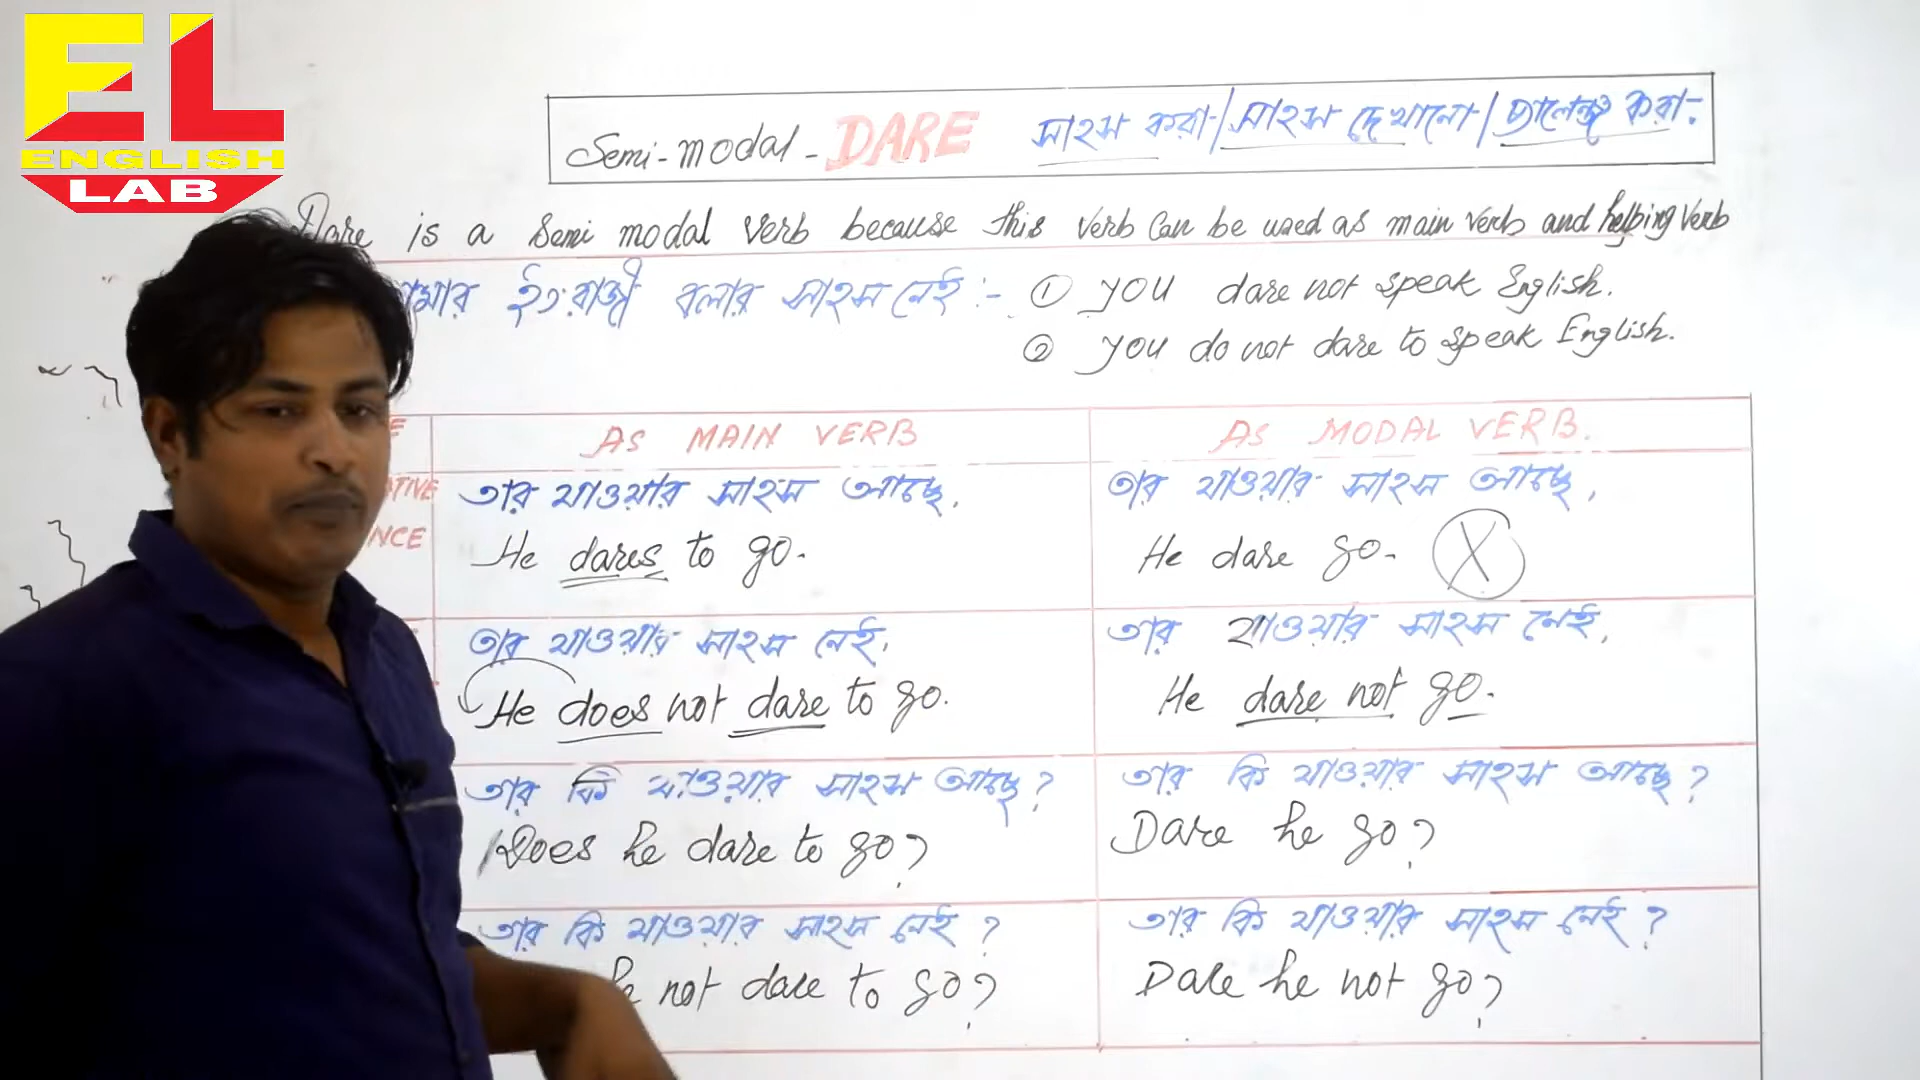 EL
ENGLISH
LAB
Semi-modal - DARE সাহস করা/সাহস দেখানো/চ্যালেঞ্জ করা:
Dare is a semi modal verb because this verb can be used as main verb and helping verb
ইংরাজী বলার সাহস নেই :- ① YOU dare not speak English.
② YOU do not dare to speak English.
AS MAIN VERB
AS MODAL VERB.
তার যাওয়ার সাহস আছে.
He dares to go.
তার যাওয়ার সাহস আছে.
He dare go. X
তার যাওয়ার সাহস নেই.
He does not dare to go.
তার যাওয়ার সাহস নেই.
He dare not go.
তার কি যাওয়ার সাহস আছে?
Does he dare to go?
তার কি যাওয়ার সাহস আছে?
Dare he go?
তার কি যাওয়ার সাহস নেই?
not dare to go?
তার কি যাওয়ার সাহস নেই?
Dare he not go?